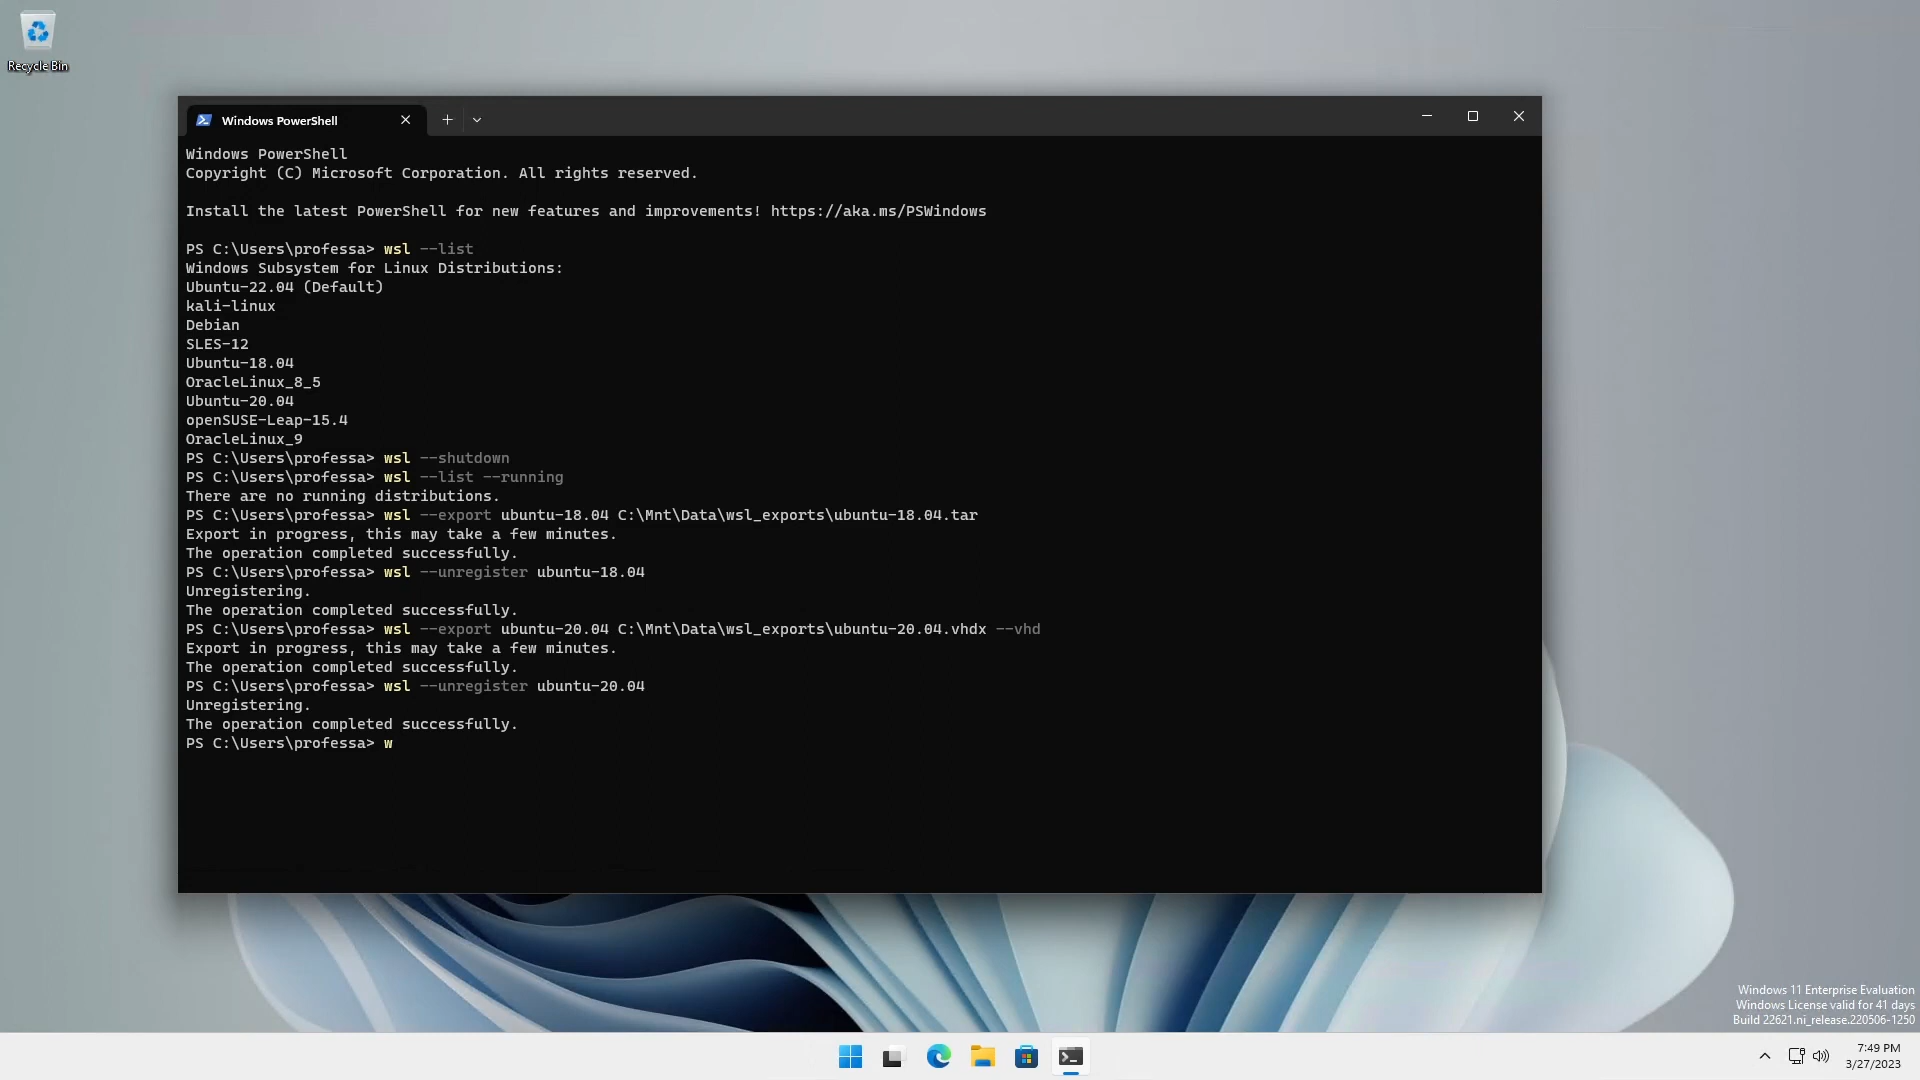 Recycle Bin
Windows PowerShell
Windows PowerShell
Copyright (C) Microsoft Corporation. All rights reserved.
Install the latest PowerShell for new features and improvements! https://aka.ms/PSWindows
PS C:\Users\professa> wsl --list
Windows Subsystem for Linux Distributions:
Ubuntu-22.04 (Default)
kali-linux
Debian
SLES-12
Ubuntu-18.04
OracleLinux_8_5
Ubuntu-20.04
openSUSE-Leap-15.4
OracleLinux_9
PS C:\Users\professa> wsl --shutdown
PS C:\Users\professa> wsl --list --running
There are no running distributions.
PS C:\Users\professa> wsl --export ubuntu-18.04 C:\Mnt\Data\wsl_exports\ubuntu-18.04.tar
Export in progress, this may take a few minutes.
The operation completed successfully.
PS C:\Users\professa> wsl --unregister ubuntu-18.04
Unregistering.
The operation completed successfully.
PS C:\Users\professa> wsl --export ubuntu-20.04 C:\Mnt\Data\wsl_exports\ubuntu-20.04.vhdx --vhd
Export in progress, this may take a few minutes.
The operation completed successfully.
PS C:\Users\professa> wsl --unregister ubuntu-20.04
Unregistering.
The operation completed successfully.
PS C:\Users\professa> w
Windows 11 Enterprise Evaluation
Windows License valid for 41 days
Build 22621.ni_release.220506-1250
7:49 PM
3/27/2023